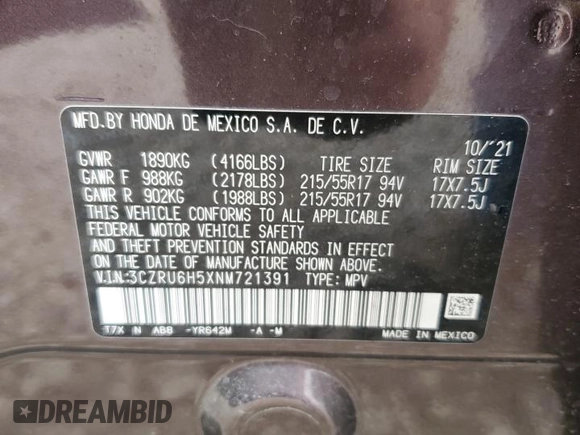 MFD.BY HONDA DE MEXICO S.A. DE C.V.
10/'21
GVWR 1890KG (4166LBS) TIRE SIZE RIM SIZE
GAWR F 988KG (2178LBS) 215/55R17 94V 17X7.5J
GAWR R 902KG (1988LBS) 215/55R17 94V 17X7.5J
THIS VEHICLE CONFORMS TO ALL APPLICABLE
FEDERAL MOTOR VEHICLE SAFETY
AND THEFT PREVENTION STANDARDS IN EFFECT
ON THE DATE OF MANUFACTURE SHOWN ABOVE.
V.I.N.:3CZRU6H5XNM721391 TYPE: MPV
T7X N ABB -YR642M -A -M
MADE IN MEXICO
DREAMBID